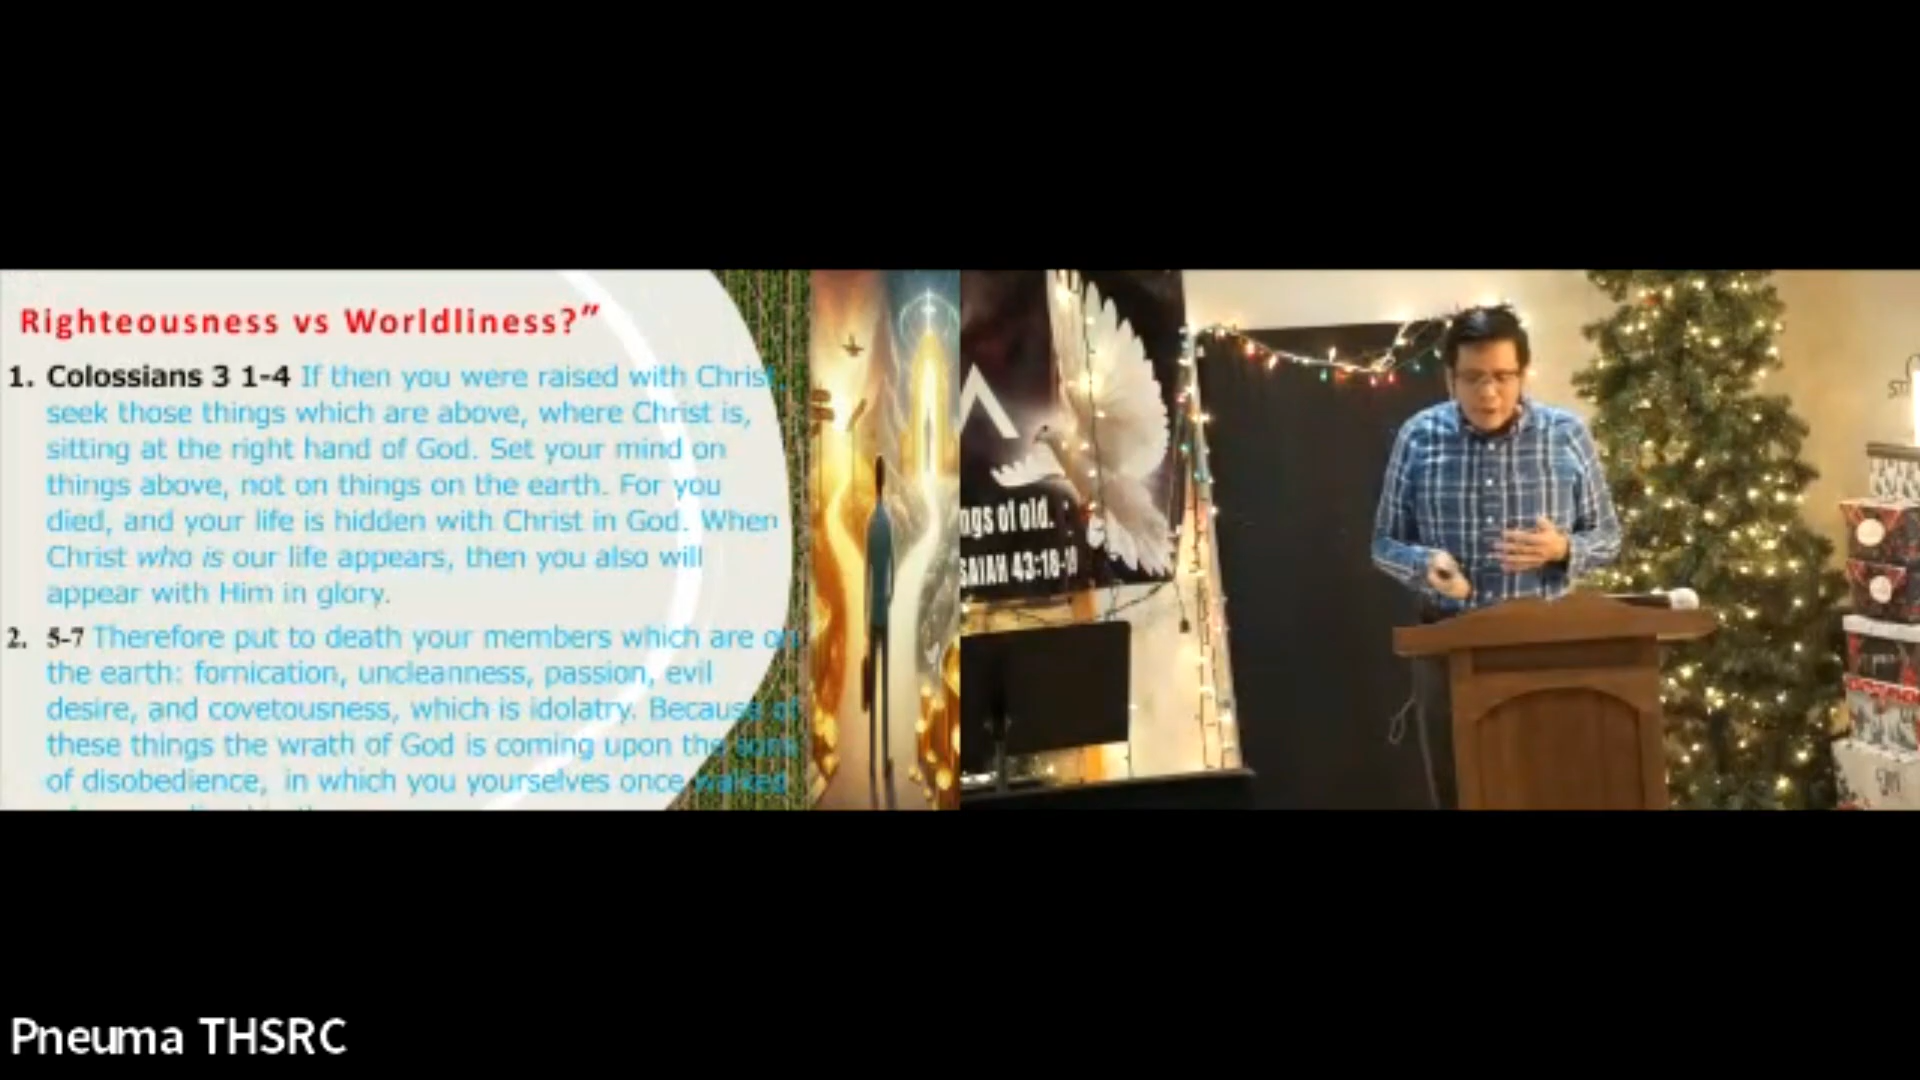 Righteousness vs Worldliness?”
1. Colossians 3 1-4 If then you were raised with Christ,
seek those things which are above, where Christ is,
sitting at the right hand of God. Set your mind on
things above, not on things on the earth. For you
died, and your life is hidden with Christ in God. When
Christ who is our life appears, then you also will
appear with Him in glory.
2. 5-7 Therefore put to death your members which are on
the earth: fornication, uncleanness, passion, evil
desire, and covetousness, which is idolatry. Because of
these things the wrath of God is coming upon the sons
of disobedience, in which you yourselves once walked
ngs of old.
SAIAH 43:18-19
Pneuma THSRC